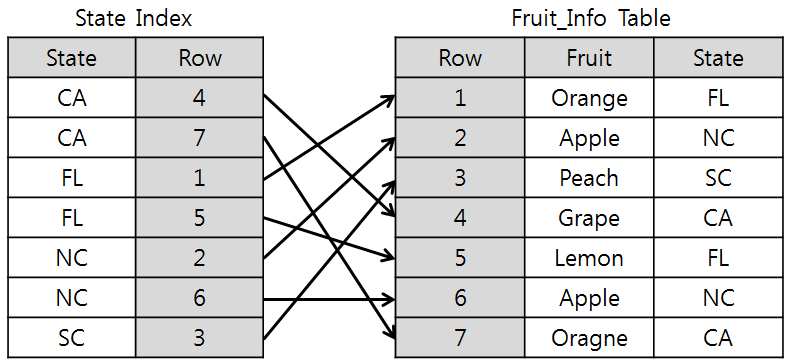 State Index Fruit_Info Table
State Row Row Fruit State
CA 4 1 Orange FL
CA 7 2 Apple NC
FL 1 3 Peach SC
FL 5 4 Grape CA
NC 2 5 Lemon FL
NC 6 6 Apple NC
SC 3 7 Oragne CA